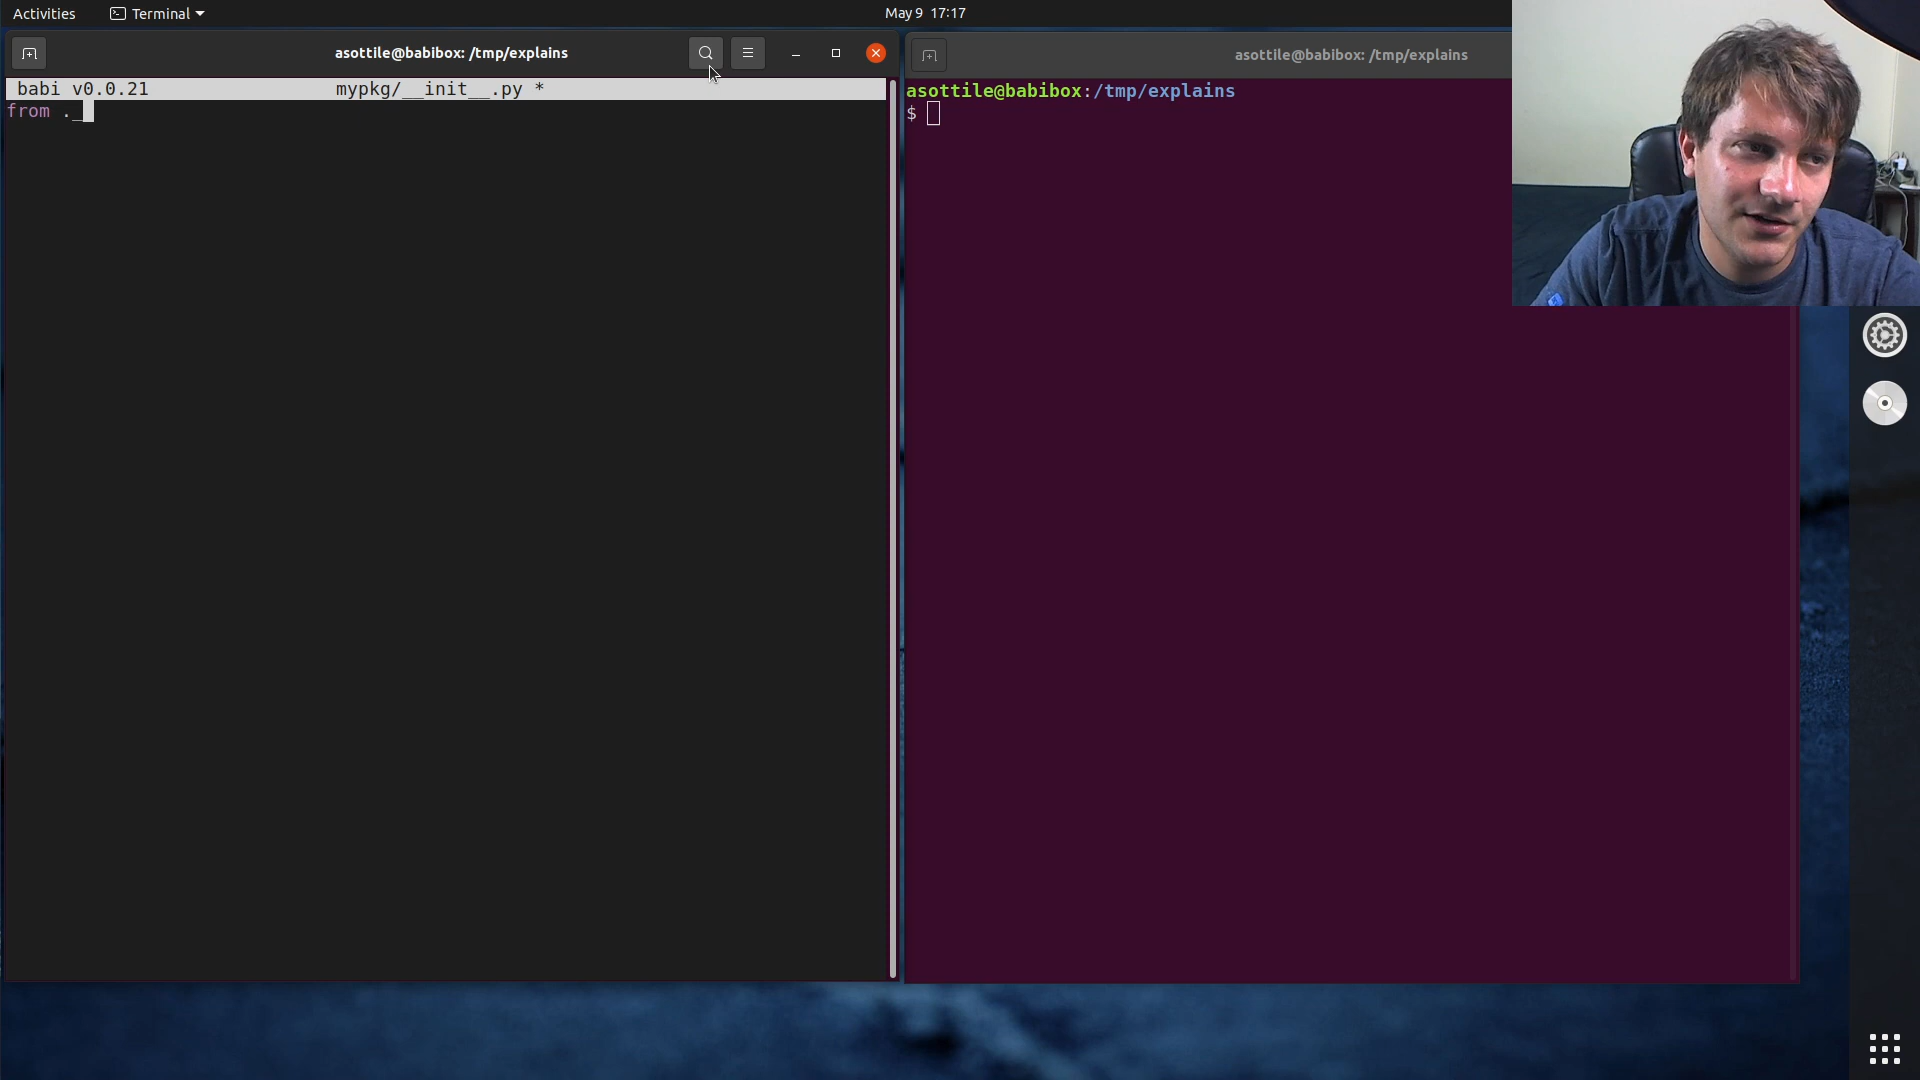 Activities
Terminal
May 9 17:17
asottile@babibox: /tmp/explains
babi v0.0.21 mypkg/__init__.py *
from ._
asottile@babibox: /tmp/explains
asottile@babibox:/tmp/explains
$